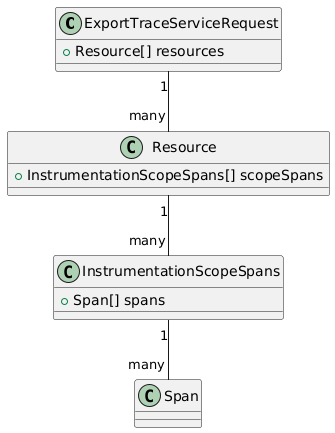 C ExportTraceServiceRequest
Resource[] resources
1
many
C Resource
InstrumentationScopeSpans[] scopeSpans
1
many
C InstrumentationScopeSpans
Span[] spans
1
many
C Span